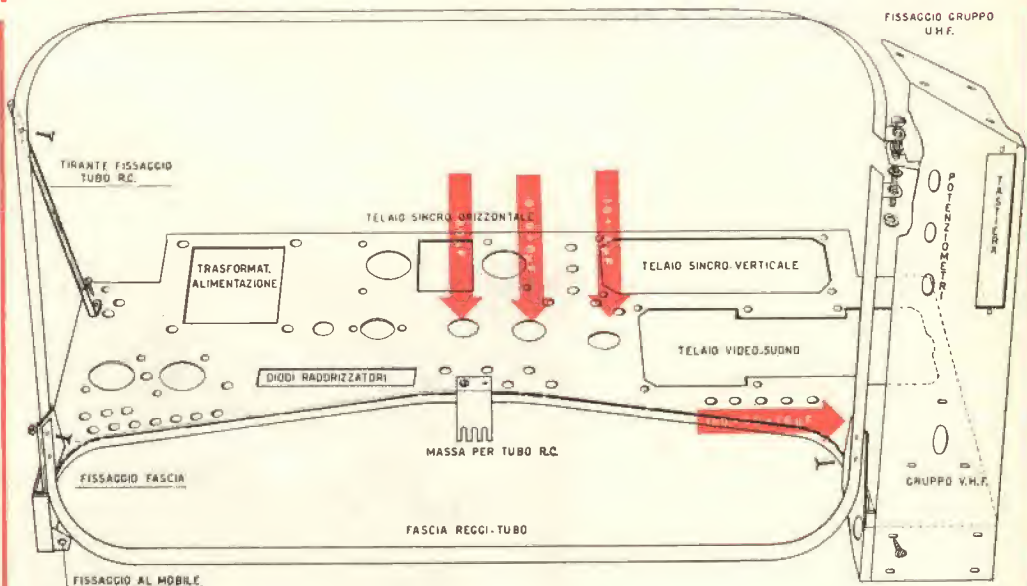 FISSAGGIO GRUPPO
U.H.F.
TIRANTE FISSAGGIO
TUBO R.C.
TELAIO SINCRO ORIZZONTALE
POTENZIOMETRI
TASTIERA
TRASFORMAT.
ALIMENTAZIONE
TELAIO SINCRO-VERTICALE
TELAIO VIDEO-SUONO
DIODI RADDRIZZATORI
MASSA PER TUBO R.C.
FISSAGGIO FASCIA
GRUPPO V.H.F.
FASCIA REGGI-TUBO
FISSAGGIO AL MOBILE